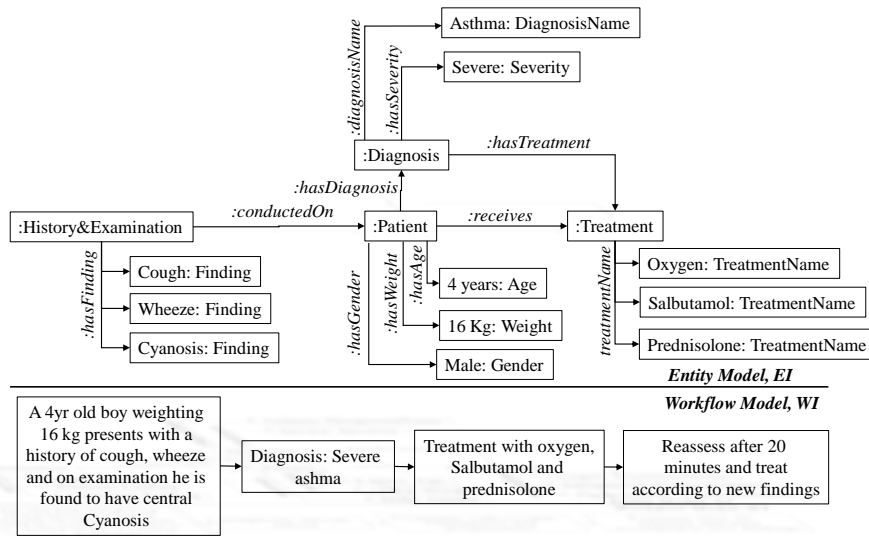 Asthma: DiagnosisName
Severe: Severity
:diagnosisName
:hasSeverity
:Diagnosis
:hasTreatment
:hasDiagnosis
:conductedOn
:receives
:History&Examination
:Patient
:Treatment
:hasFinding
Cough: Finding
Wheeze: Finding
Cyanosis: Finding
:hasGender
:hasWeight
:hasAge
4 years: Age
16 Kg: Weight
Male: Gender
treatmentName
Oxygen: TreatmentName
Salbutamol: TreatmentName
Prednisolone: TreatmentName
Entity Model, EI
Workflow Model, WI
A 4yr old boy weighting
16 kg presents with a
history of cough, wheeze
and on examination he is
found to have central
Cyanosis
Diagnosis: Severe
ashma
Treatment with oxygen,
Salbutamol and
prednisolone
Reassess after 20
minutes and treat
according to new findings